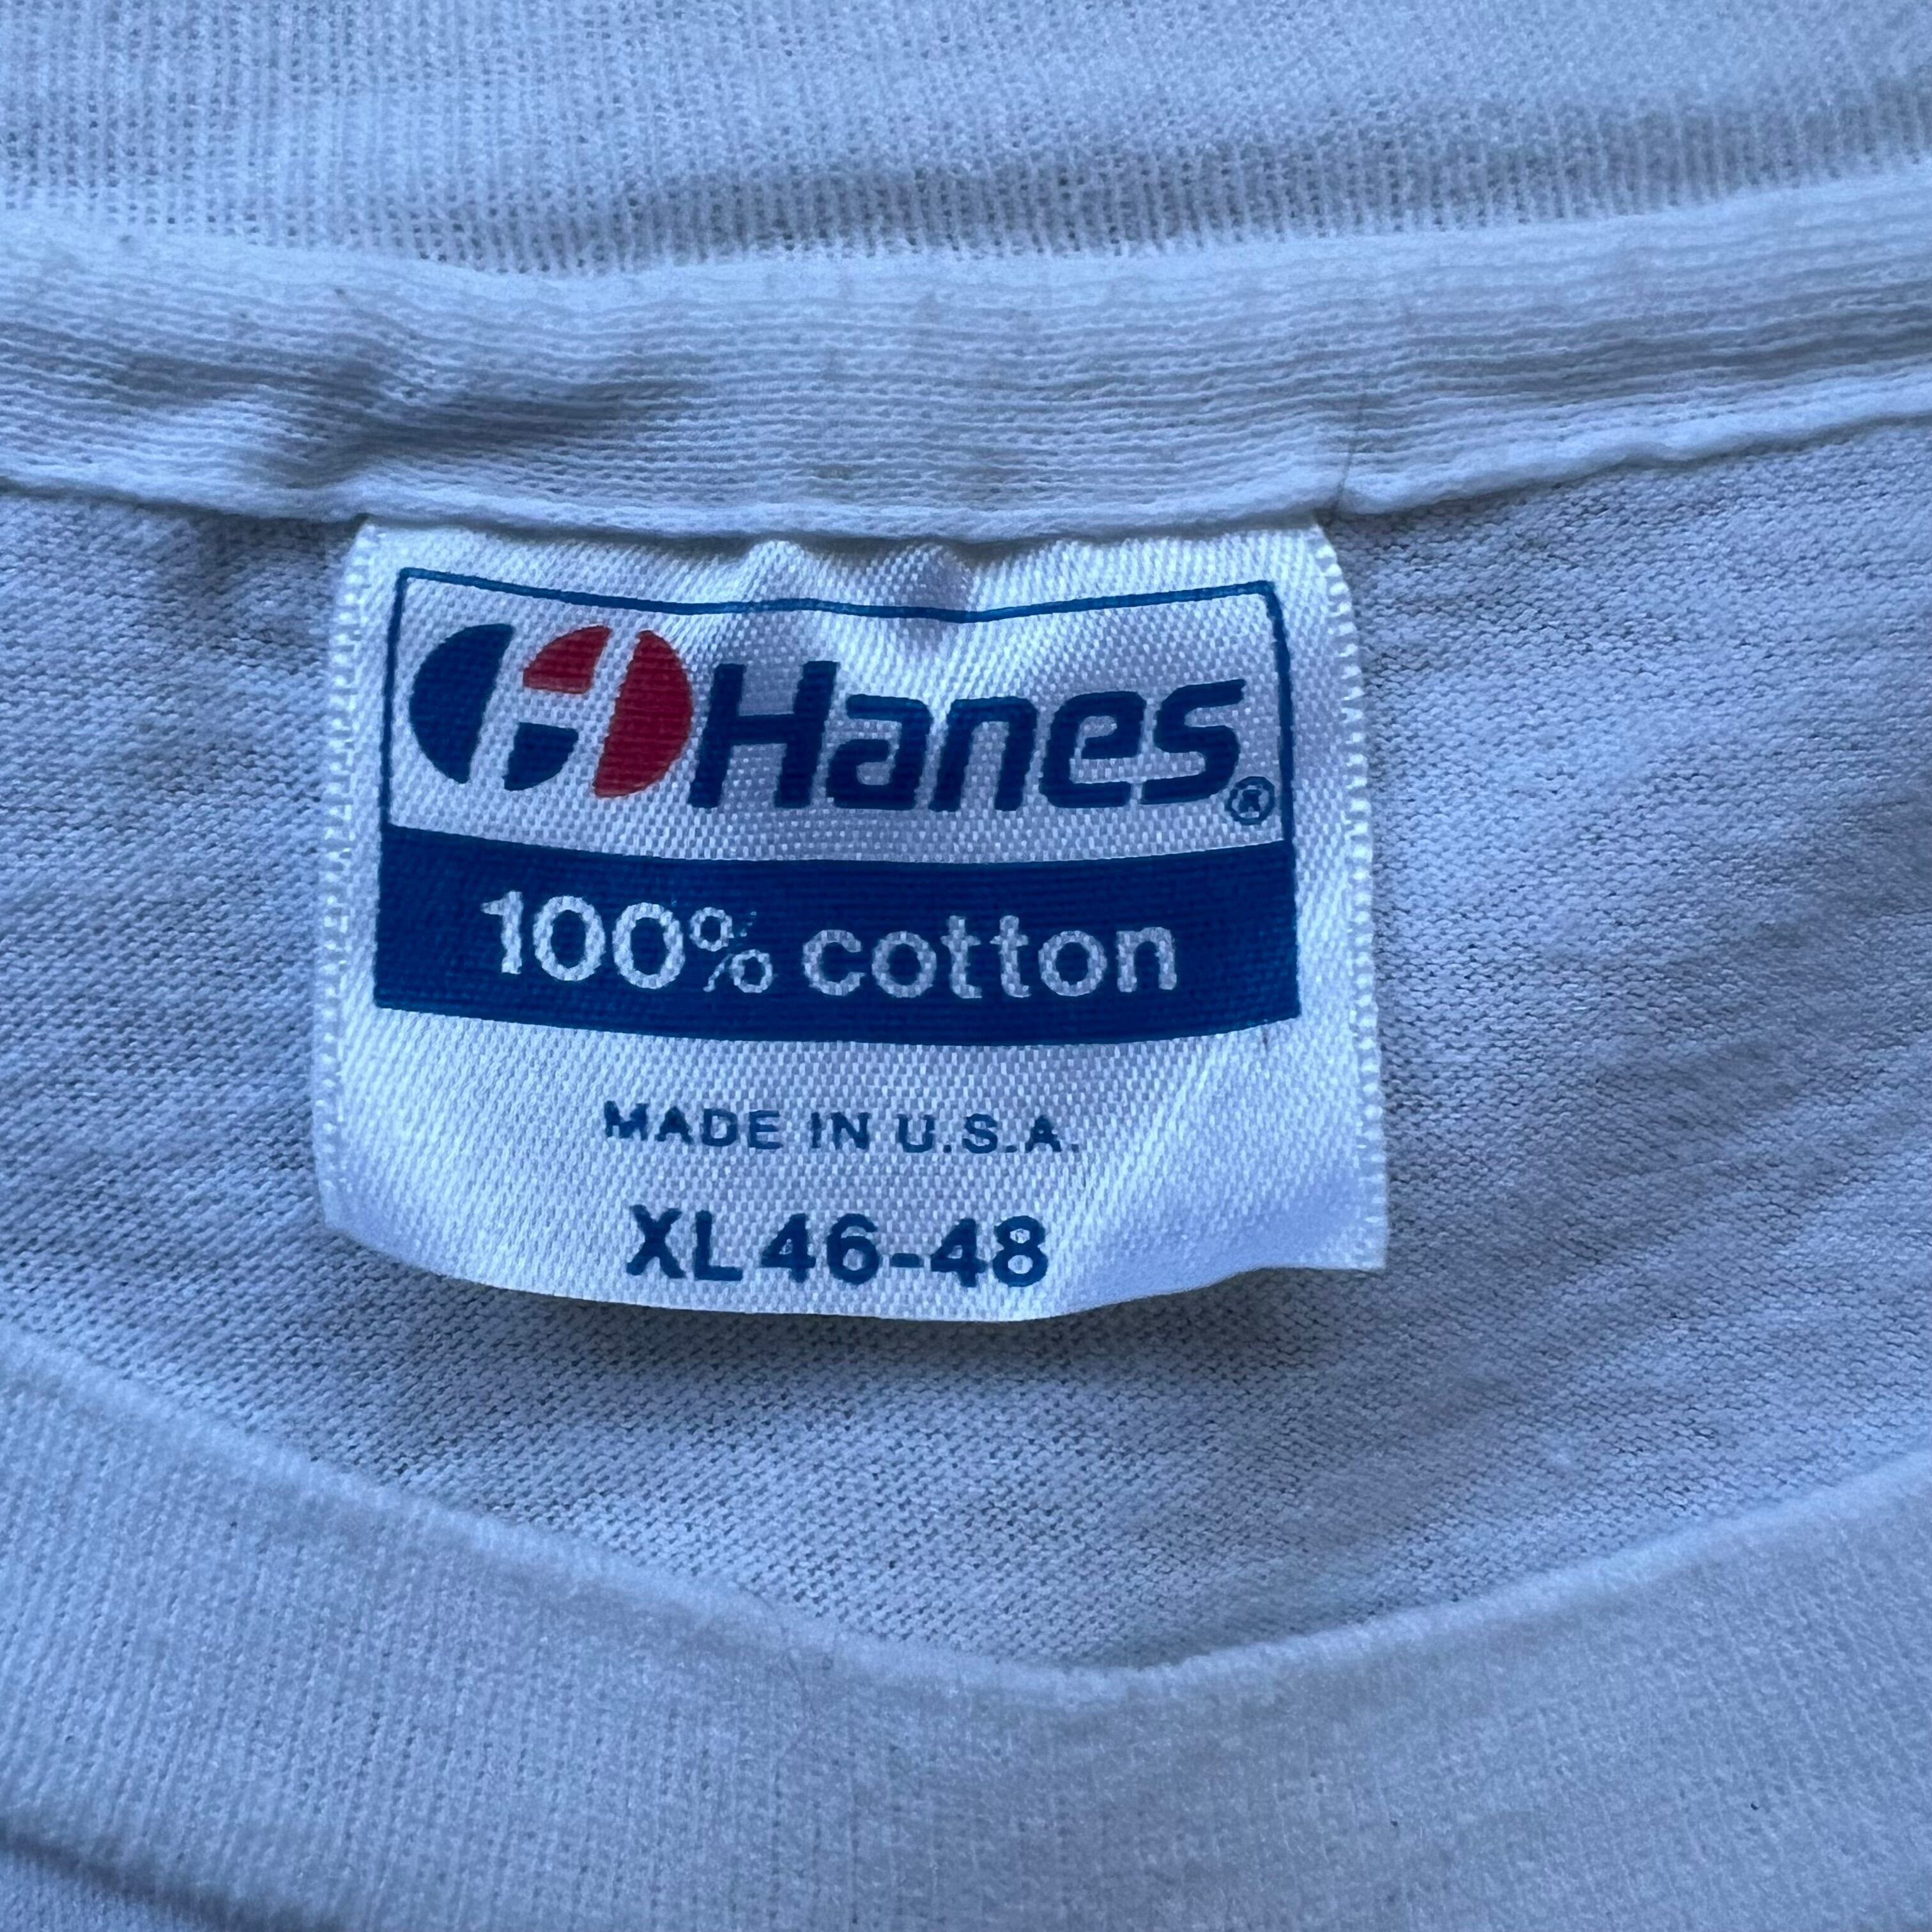 Hanes®
100% cotton
MADE IN U.S.A.
XL 46-48